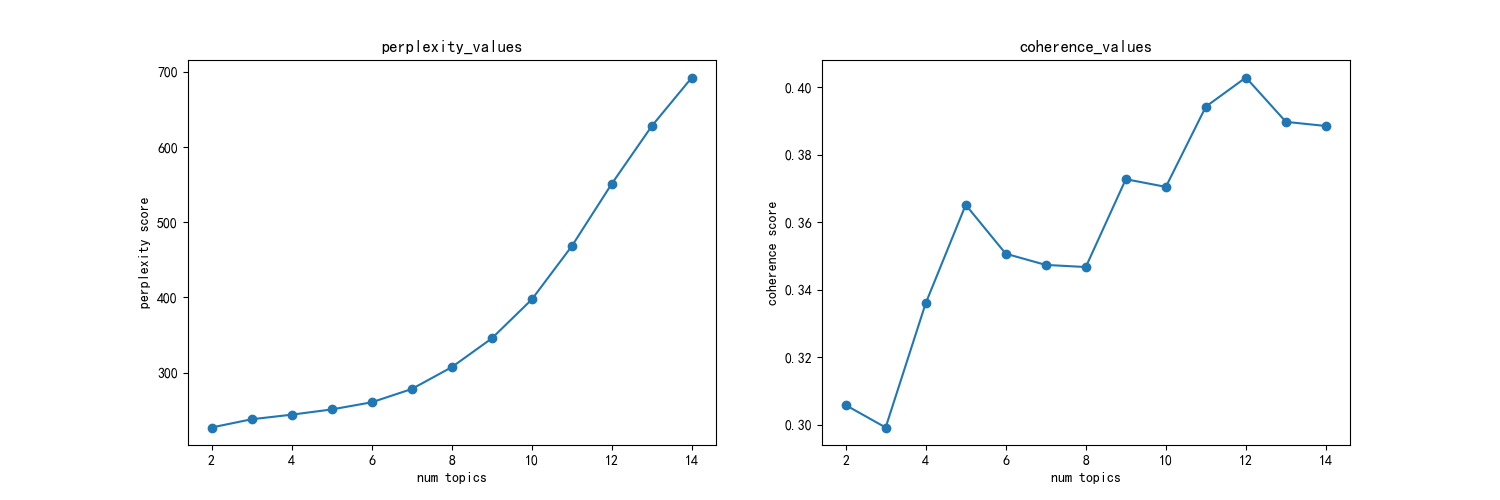 perplexity_values
perplexity score
700
600
500
400
300
2 4 6 8 10 12 14
num topics
coherence_values
coherence score
0.40
0.38
0.36
0.34
0.32
0.30
2 4 6 8 10 12 14
num topics